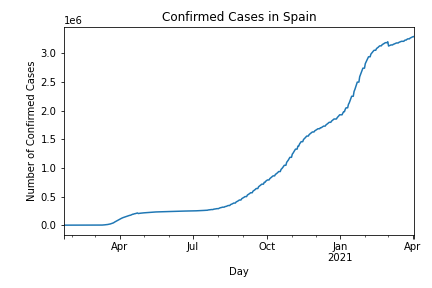 Confirmed Cases in Spain
1e6
3.0
2.5
2.0
1.5
1.0
0.5
0.0
Number of Confirmed Cases
Apr
Jul
Oct
Jan
2021
Apr
Day